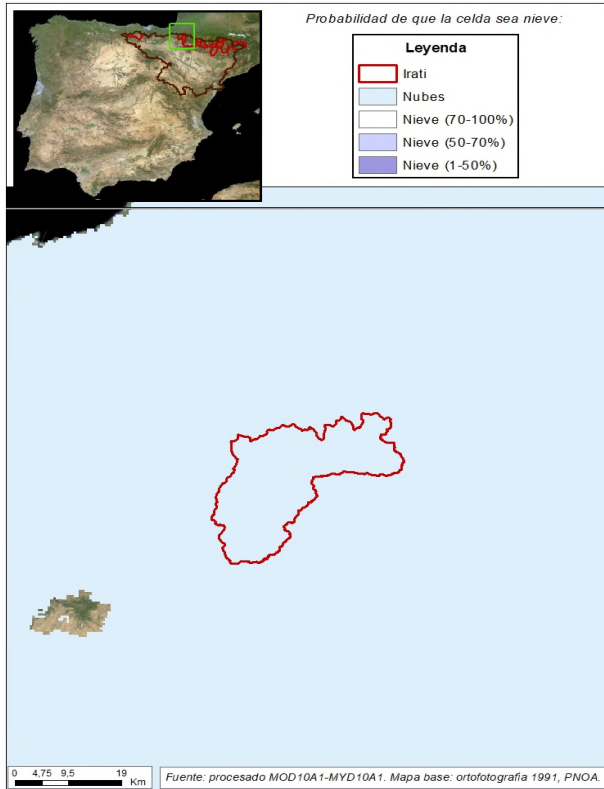 Probabilidad de que la celda sea nieve:
Leyenda
Irati
Nubes
Nieve (70-100%)
Nieve (50-70%)
Nieve (1-50%)
0 4,75 9,5 19
Km
Fuente: procesado MOD10A1-MYD10A1. Mapa base: ortofotografia 1991, PNOA.